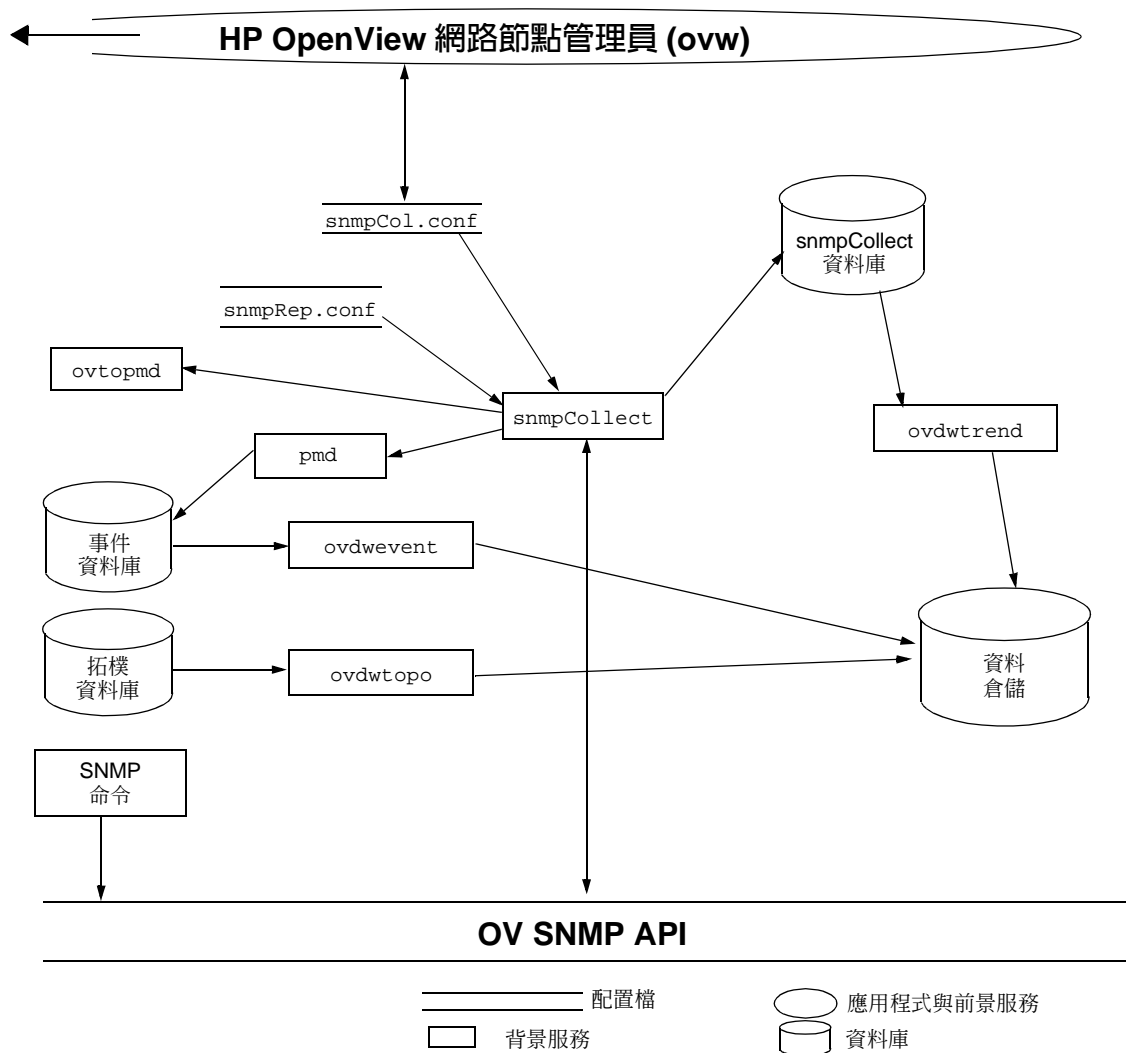 HP OpenView 網路節點管理員 (ovw)
snmpCol.conf
snmpCollect
資料庫
snmpRep.conf
ovtopmd
snmpCollect
ovdwtrend
pmd
事件
資料庫
ovdwevent
拓樸
資料庫
ovdwtopo
資料
倉儲
SNMP
命令
OV SNMP API
配置檔
應用程式與前景服務
背景服務
資料庫